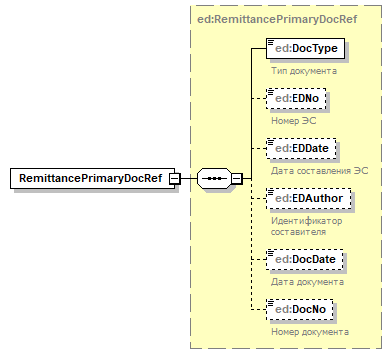 ed:RemittancePrimaryDocRef
ed:DocType
Тип документа
ed:EDNo
Номер ЭС
ed:EDDate
Дата составления ЭС
RemittancePrimaryDocRef
ed:EDAuthor
Идентификатор
составителя
ed:DocDate
Дата документа
ed:DocNo
Номер документа